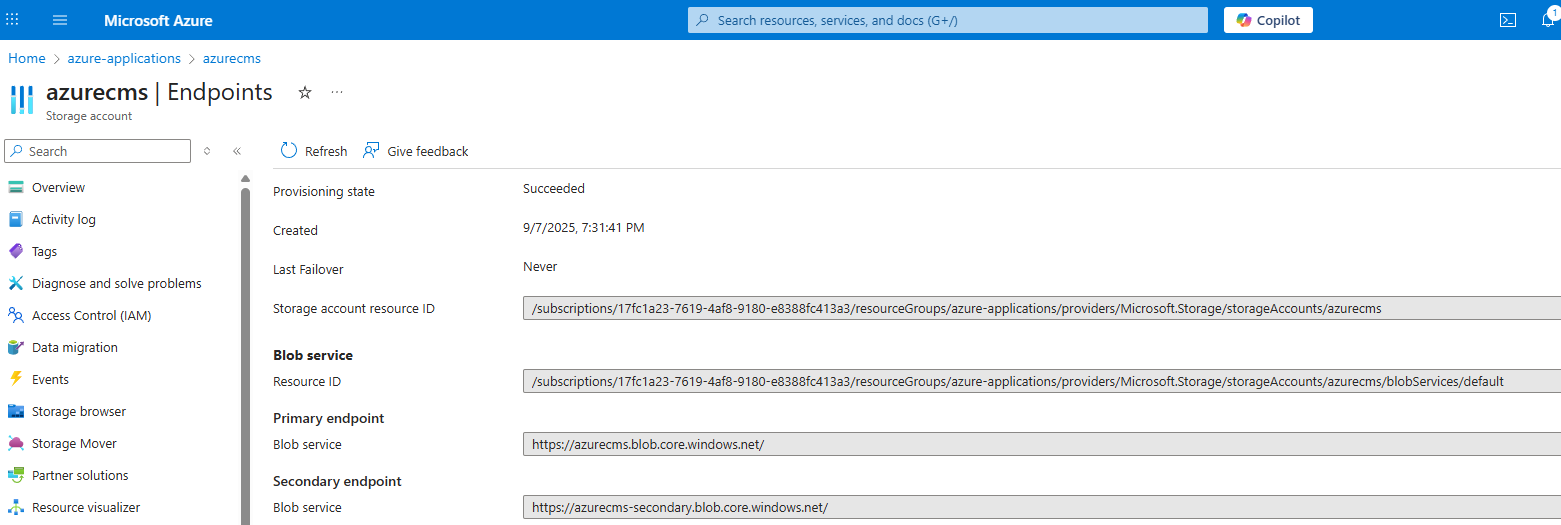 Microsoft Azure
Search resources, services, and docs (G+/)
Copilot
1
Home > azure-applications > azurecms
azurecms | Endpoints
Storage account
Search
Refresh
Give feedback
Overview
Activity log
Tags
Diagnose and solve problems
Access Control (IAM)
Data migration
Events
Storage browser
Storage Mover
Partner solutions
Resource visualizer
Provisioning state Succeeded
Created 9/7/2025, 7:31:41 PM
Last Failover Never
Storage account resource ID /subscriptions/17fc1a23-7619-4af8-9180-e8388fc413a3/resourceGroups/azure-applications/providers/Microsoft.Storage/storageAccounts/azurecms
Blob service
Resource ID /subscriptions/17fc1a23-7619-4af8-9180-e8388fc413a3/resourceGroups/azure-applications/providers/Microsoft.Storage/storageAccounts/azurecms/blobServices/default
Primary endpoint
Blob service https://azurecms.blob.core.windows.net/
Secondary endpoint
Blob service https://azurecms-secondary.blob.core.windows.net/